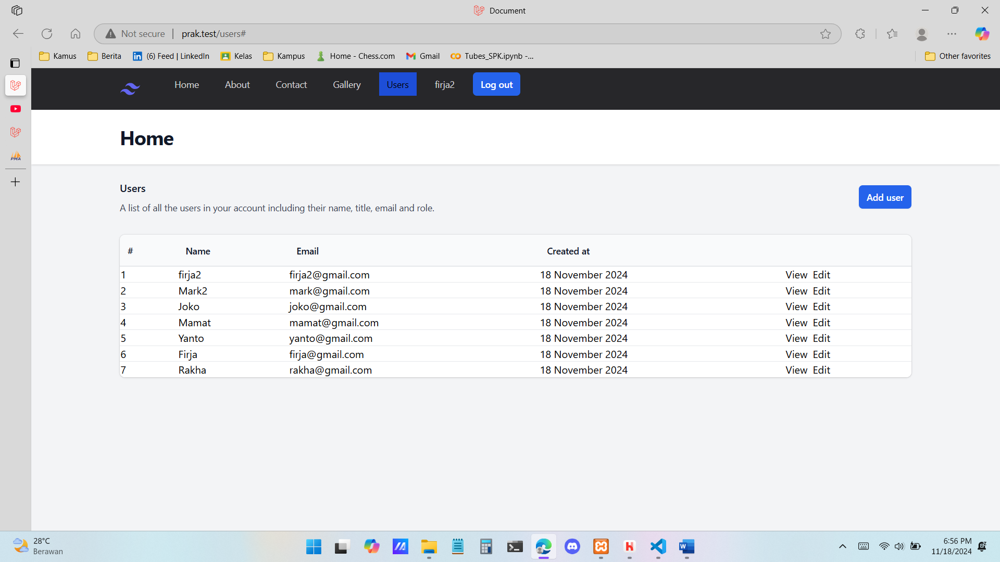 Document
Not secure prak.test/users#
Kamus Berita (6) Feed | LinkedIn Kelas Kampus Home - Chess.com Gmail Tubes_SPK.ipynb -... Other favorites
Home About Contact Gallery Users firja2 Log out
PMA
Home
Users
Add user
A list of all the users in your account including their name, title, email and role.
# Name Email Created at
1 firja2 firja2@gmail.com 18 November 2024 View Edit
2 Mark2 mark@gmail.com 18 November 2024 View Edit
3 Joko joko@gmail.com 18 November 2024 View Edit
4 Mamat mamat@gmail.com 18 November 2024 View Edit
5 Yanto yanto@gmail.com 18 November 2024 View Edit
6 Firja firja@gmail.com 18 November 2024 View Edit
7 Rakha rakha@gmail.com 18 November 2024 View Edit
28°C 6:56 PM
Berawan 11/18/2024